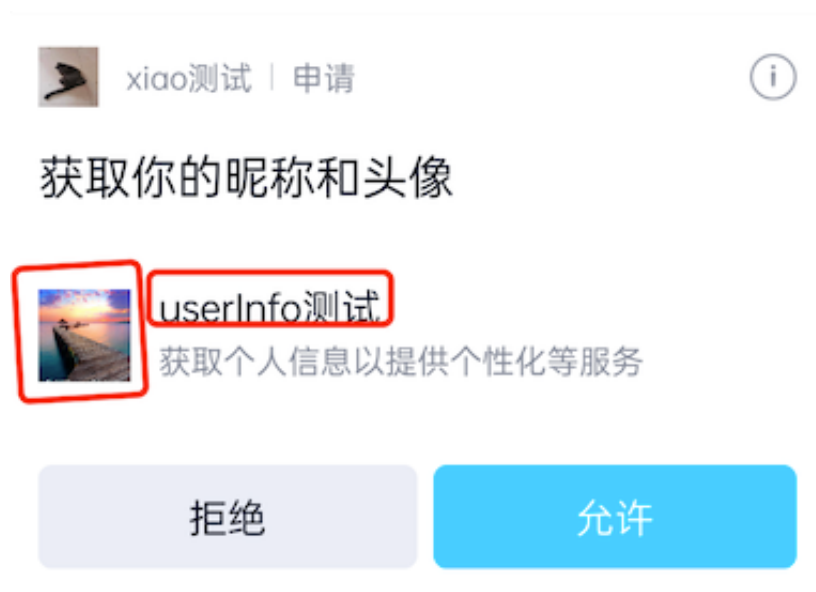 xiao测试 | 申请
获取你的昵称和头像
userInfo测试
获取个人信息以提供个性化等服务
拒绝
允许